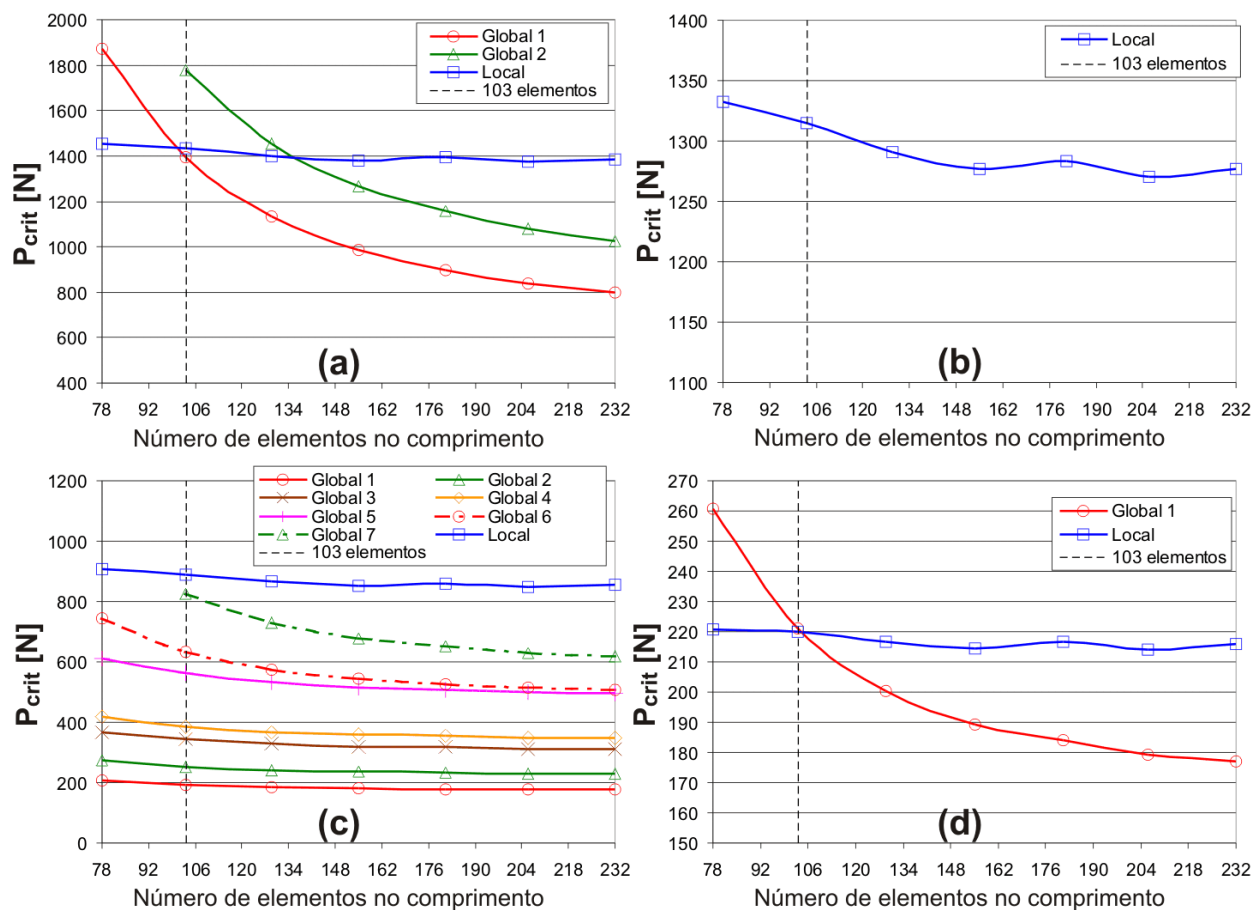 2000
1800
1600
1400
1200
1000
800
600
400
P_crit [N]
Global 1
Global 2
Local
103 elementos
(a)
78 92 106 120 134 148 162 176 190 204 218 232
Número de elementos no comprimento
1400
1350
1300
1250
1200
1150
1100
P_crit [N]
Local
103 elementos
(b)
78 92 106 120 134 148 162 176 190 204 218 232
Número de elementos no comprimento
1200
1000
800
600
400
200
0
P_crit [N]
Global 1 Global 2
Global 3 Global 4
Global 5 Global 6
Global 7 Local
103 elementos
(c)
78 92 106 120 134 148 162 176 190 204 218 232
Número de elementos no comprimento
270
260
250
240
230
220
210
200
190
180
170
160
150
P_crit [N]
Global 1
Local
103 elementos
(d)
78 92 106 120 134 148 162 176 190 204 218 232
Número de elementos no comprimento